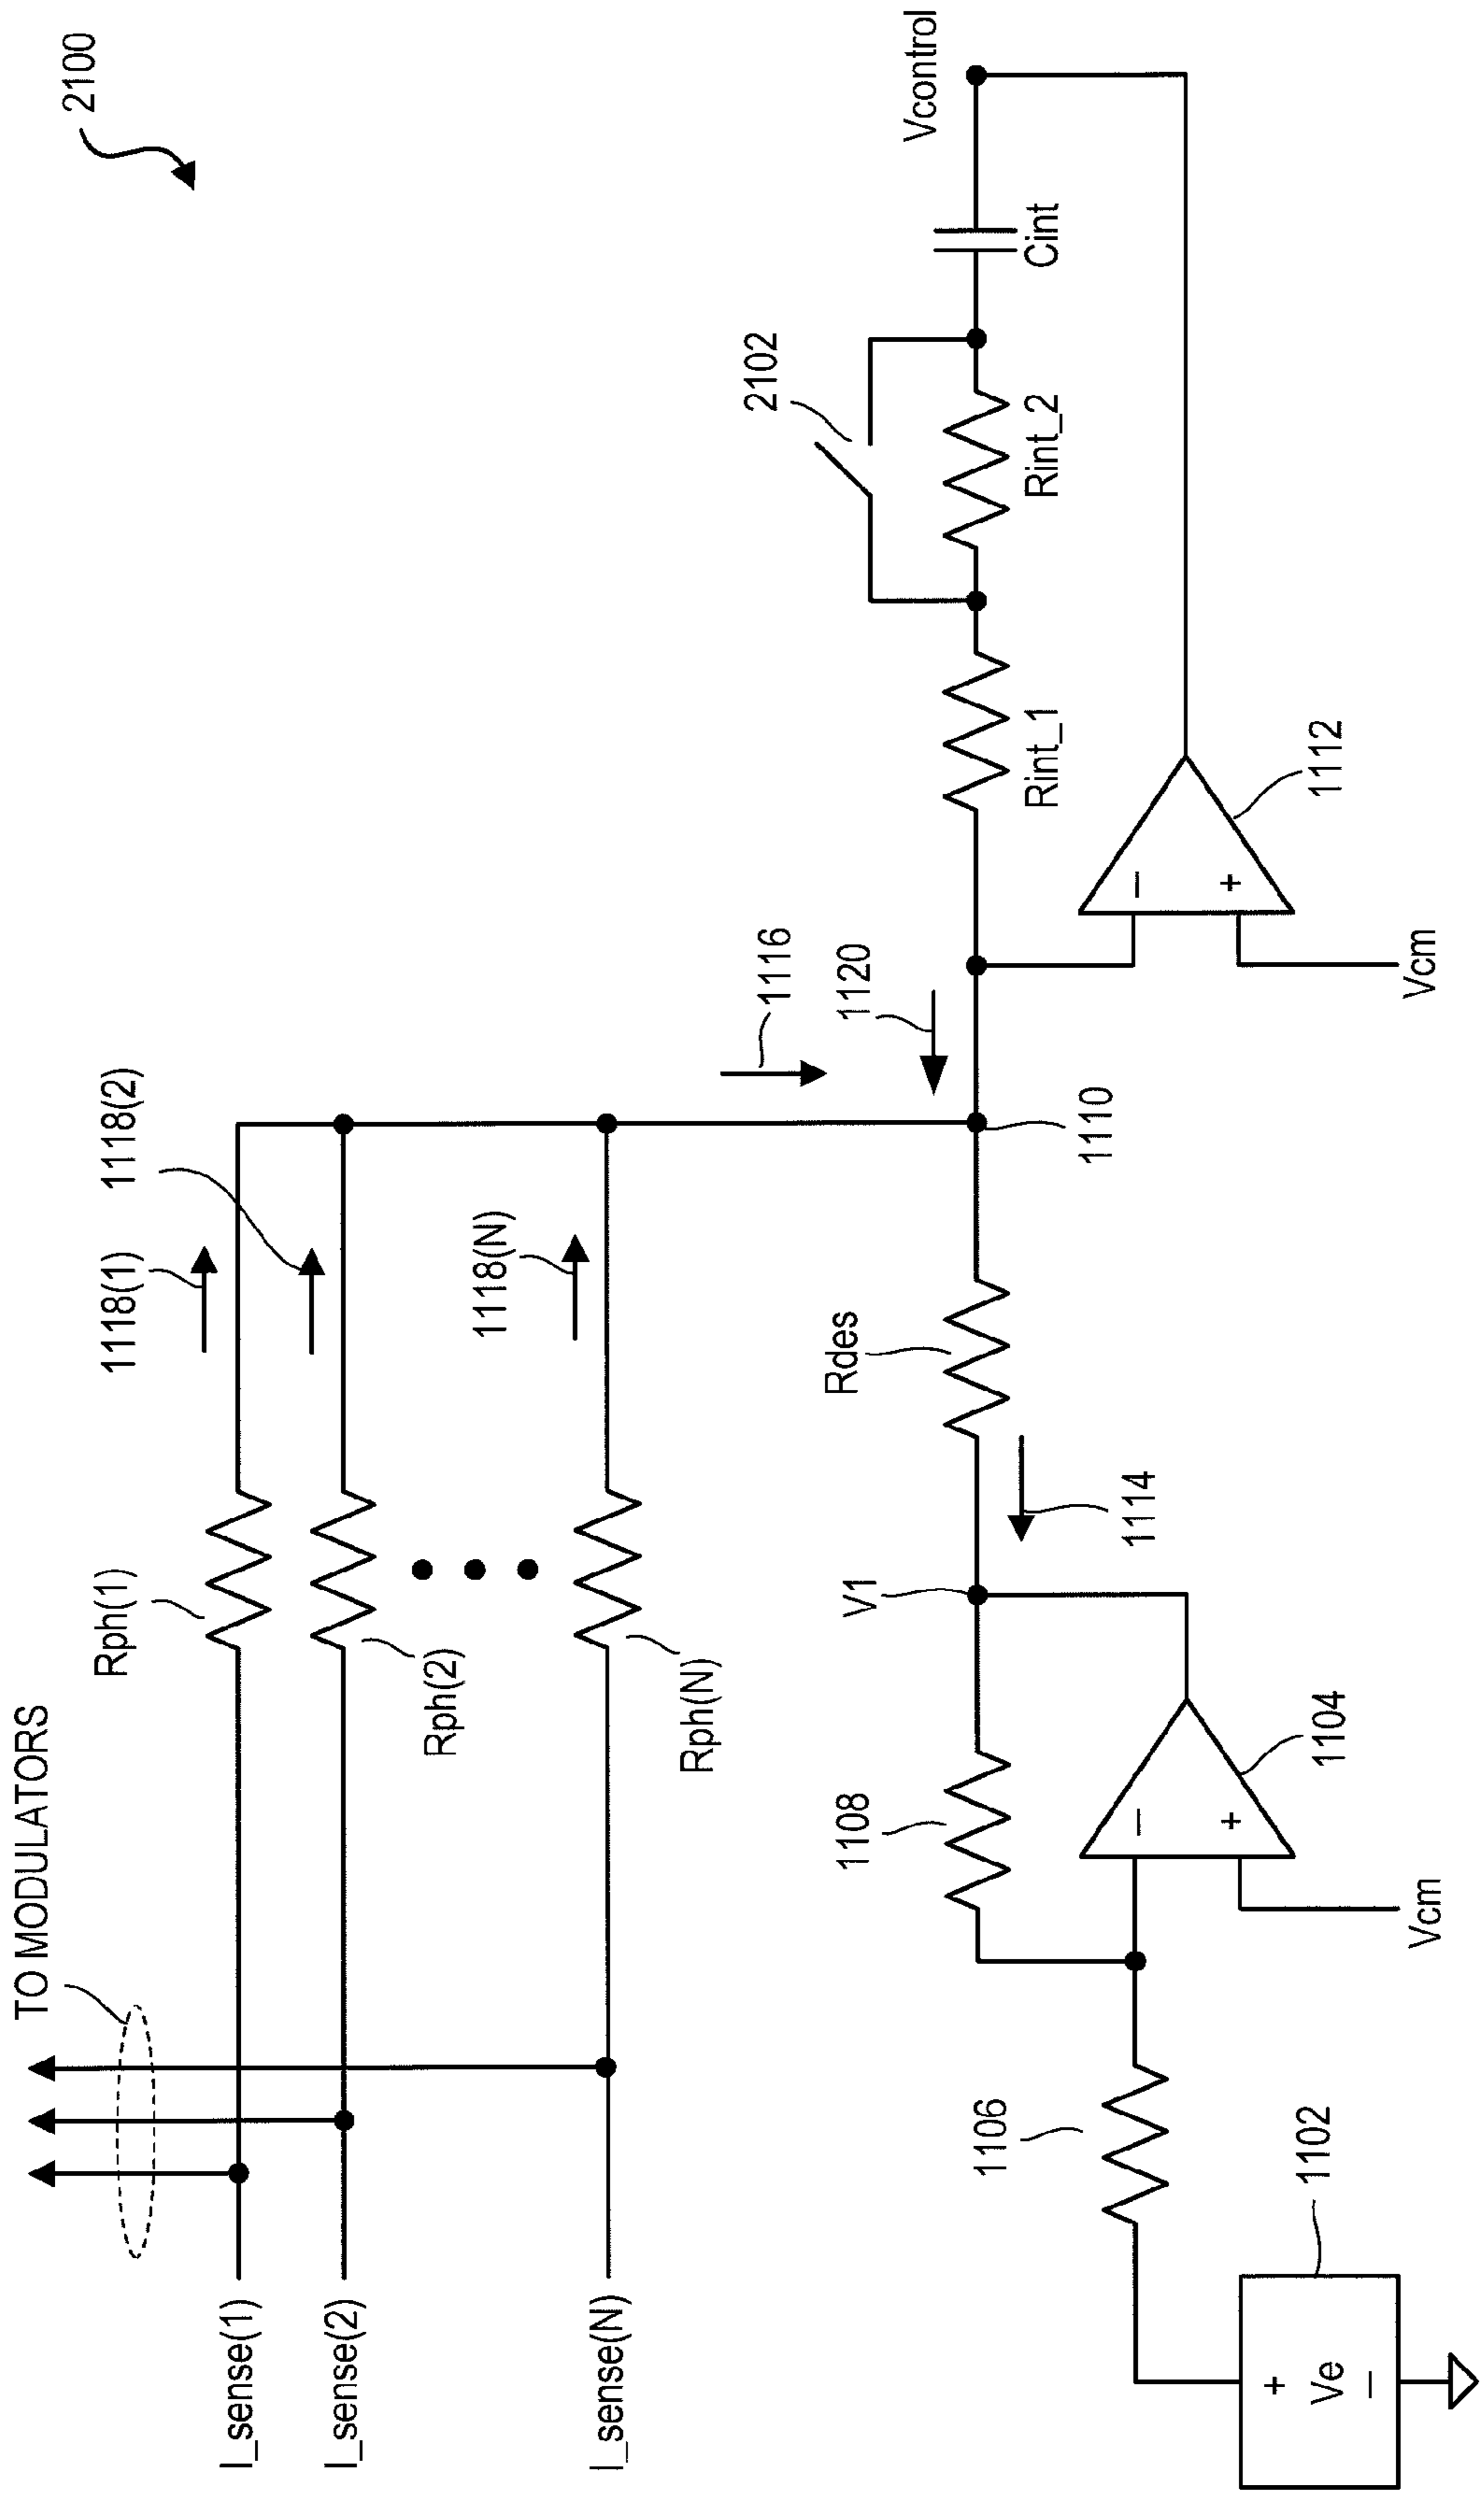 2100
TO MODULATORS
I_sense(1)
I_sense(2)
I_sense(N)
Rph(1)
Rph(2)
Rph(N)
1118(1)
1118(2)
1118(N)
1116
1120
1110
Rdes
1114
V1
1108
1104
−
+
Vcm
1106
1102
+
Ve
−
Rint_1
2102
Rint_2
Cint
Vcontrol
1112
−
+
Vcm